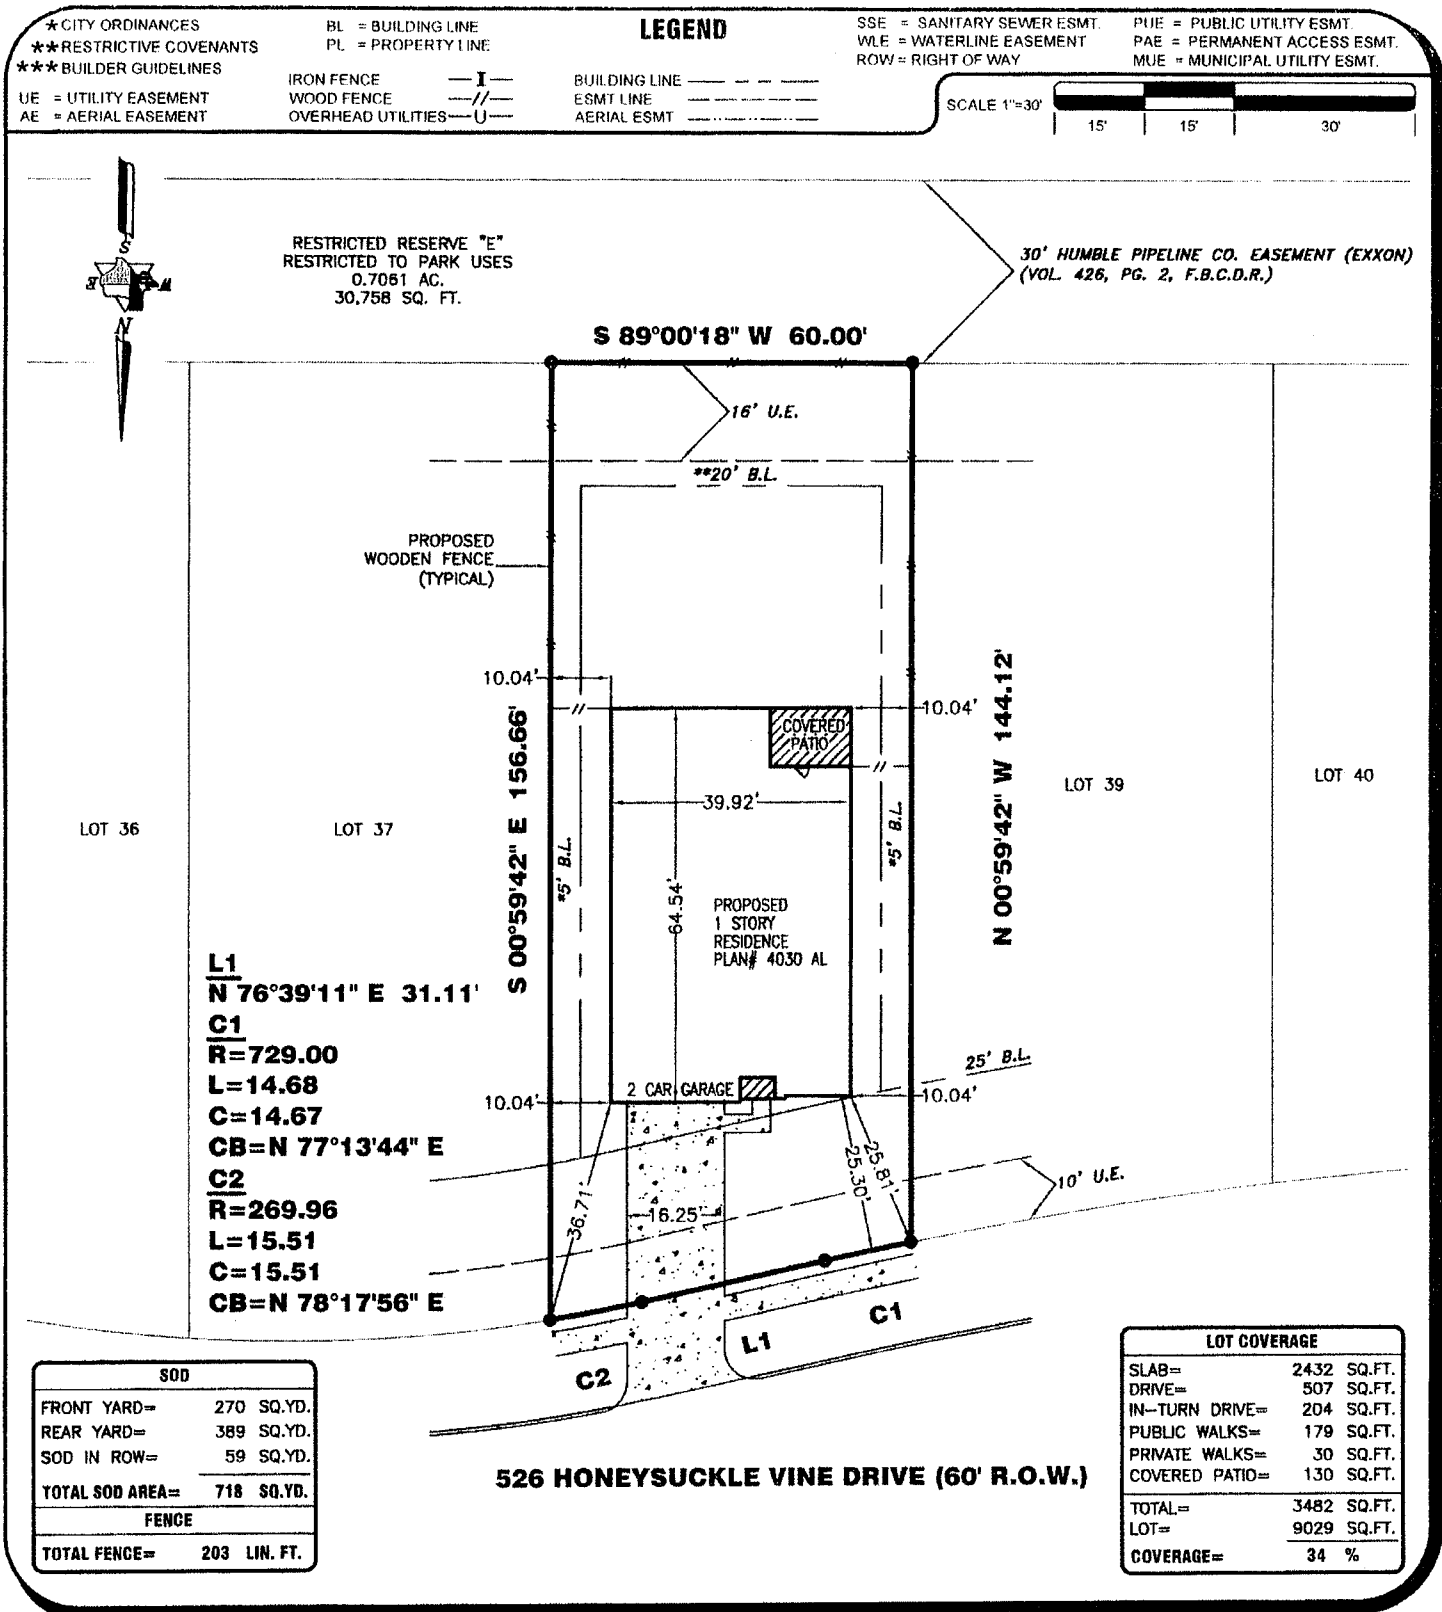 * CITY ORDINANCES
** RESTRICTIVE COVENANTS
*** BUILDER GUIDELINES
UE = UTILITY EASEMENT
AE = AERIAL EASEMENT
BL = BUILDING LINE
PL = PROPERTY LINE
IRON FENCE —I—
WOOD FENCE —//—
OVERHEAD UTILITIES —U—
LEGEND
BUILDING LINE
ESMT LINE
AERIAL ESMT
SSE = SANITARY SEWER ESMT.
WLE = WATERLINE EASEMENT
ROW = RIGHT OF WAY
PUE = PUBLIC UTILITY ESMT.
PAE = PERMANENT ACCESS ESMT.
MUE = MUNICIPAL UTILITY ESMT.
SCALE 1"=30'
15' 15' 30'
S
E W
N
RESTRICTED RESERVE "E"
RESTRICTED TO PARK USES
0.7061 AC.
30,758 SQ. FT.
30' HUMBLE PIPELINE CO. EASEMENT (EXXON)
(VOL. 426, PG. 2, F.B.C.D.R.)
S 89°00'18" W 60.00'
16' U.E.
**20' B.L.
PROPOSED
WOODEN FENCE
(TYPICAL)
10.04'
10.04'
COVERED
PATIO
39.92'
S 00°59'42" E 156.66'
N 00°59'42" W 144.12'
LOT 36
LOT 37
LOT 39
LOT 40
*5' B.L.
*5' B.L.
64.54'
PROPOSED
1 STORY
RESIDENCE
PLAN# 4030 AL
L1
N 76°39'11" E 31.11'
C1
R=729.00
L=14.68
C=14.67
CB=N 77°13'44" E
C2
R=269.96
L=15.51
C=15.51
CB=N 78°17'56" E
25' B.L.
2 CAR GARAGE
10.04'
10.04'
36.71'
16.25'
25.30'
25.81'
10' U.E.
C1
L1
C2
526 HONEYSUCKLE VINE DRIVE (60' R.O.W.)
SOD
FRONT YARD= 270 SQ.YD.
REAR YARD= 389 SQ.YD.
SOD IN ROW= 59 SQ.YD.
TOTAL SOD AREA= 718 SQ.YD.
FENCE
TOTAL FENCE= 203 LIN. FT.
LOT COVERAGE
SLAB= 2432 SQ.FT.
DRIVE= 507 SQ.FT.
IN-TURN DRIVE= 204 SQ.FT.
PUBLIC WALKS= 179 SQ.FT.
PRIVATE WALKS= 30 SQ.FT.
COVERED PATIO= 130 SQ.FT.
TOTAL= 3482 SQ.FT.
LOT= 9029 SQ.FT.
COVERAGE= 34 %